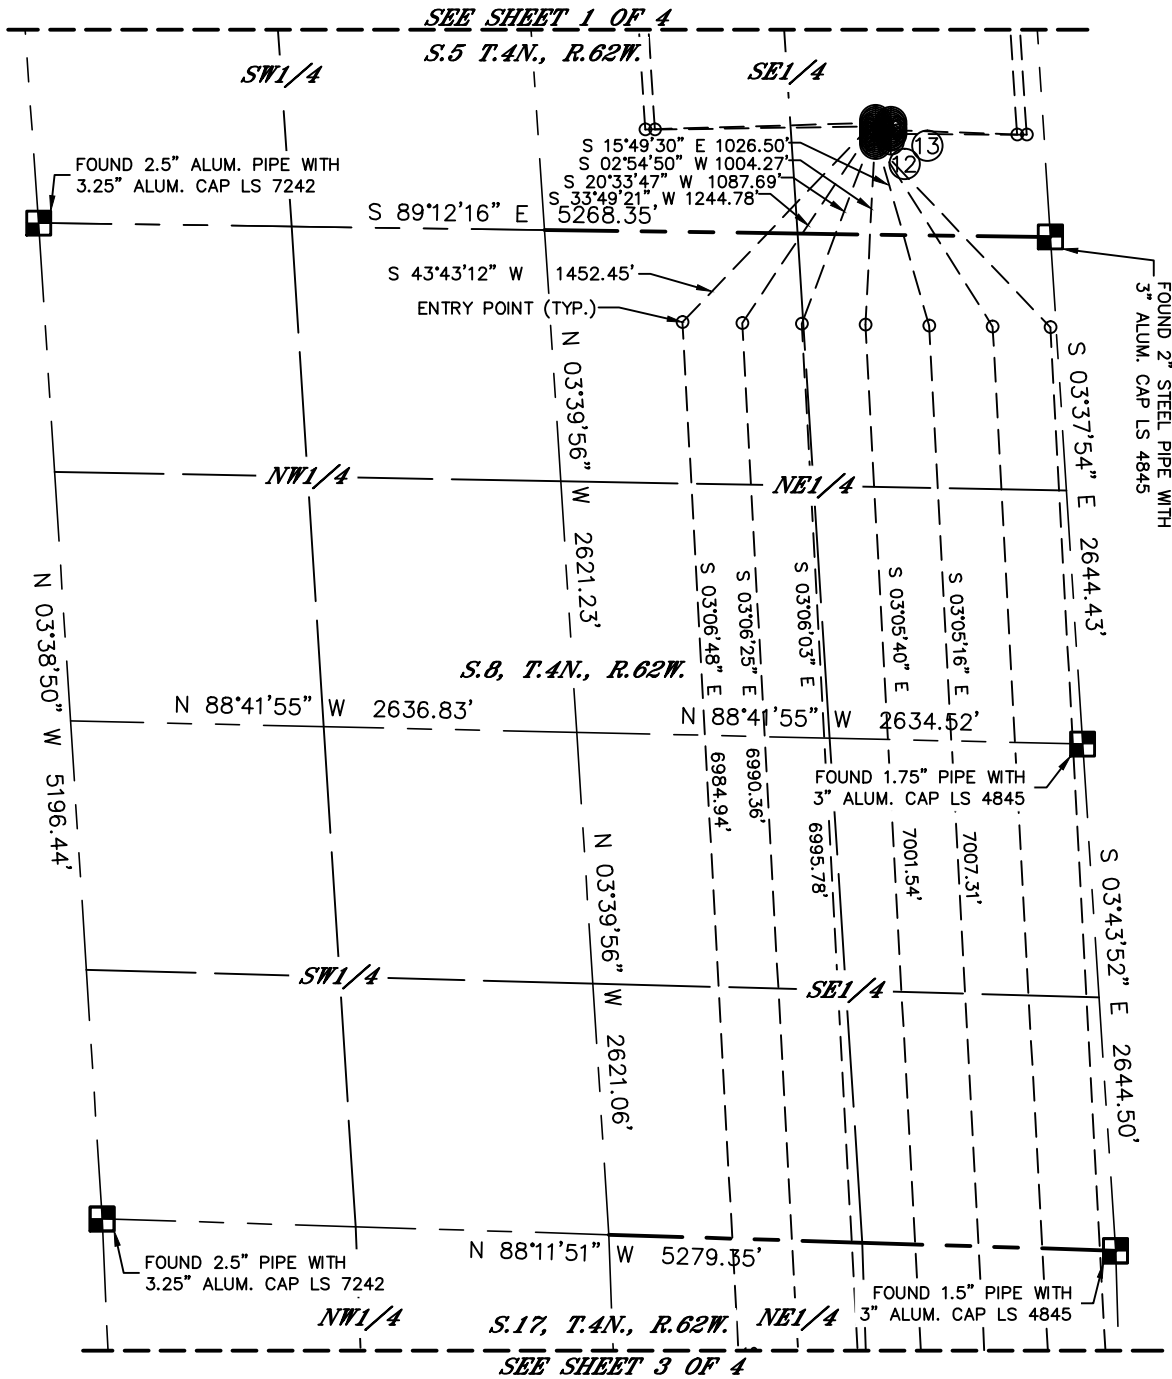 SEE SHEET 1 OF 4
S.5 T.4N., R.62W.
SW1/4
SE1/4
FOUND 2.5" ALUM. PIPE WITH
3.25" ALUM. CAP LS 7242
S 15°49'30" E 1026.50'
S 02°54'50" W 1004.27'
S 20°33'47" W 1087.69'
S 33°49'21" W 1244.78'
13
12
S 89°12'16" E 5268.35'
S 43°43'12" W 1452.45'
ENTRY POINT (TYP.)
FOUND 2" STEEL PIPE WITH
3" ALUM. CAP LS 4845
N 03°39'56" W 2621.23'
S 03°37'54" E 2644.43'
NW1/4
NE1/4
N 03°38'50" W 5196.44'
S 03°06'48" E 6984.94'
S 03°06'25" E 6990.36'
S 03°06'03" E 6995.78'
S 03°05'40" E 7001.54'
S 03°05'16" E 7007.31'
S.8, T.4N., R.62W.
N 88°41'55" W 2636.83'
N 88°41'55" W 2634.52'
FOUND 1.75" PIPE WITH
3" ALUM. CAP LS 4845
N 03°39'56" W 2621.06'
S 03°43'52" E 2644.50'
SW1/4
SE1/4
N 88°11'51" W 5279.35'
FOUND 2.5" PIPE WITH
3.25" ALUM. CAP LS 7242
FOUND 1.5" PIPE WITH
3" ALUM. CAP LS 4845
NW1/4
S.17, T.4N., R.62W.
NE1/4
SEE SHEET 3 OF 4